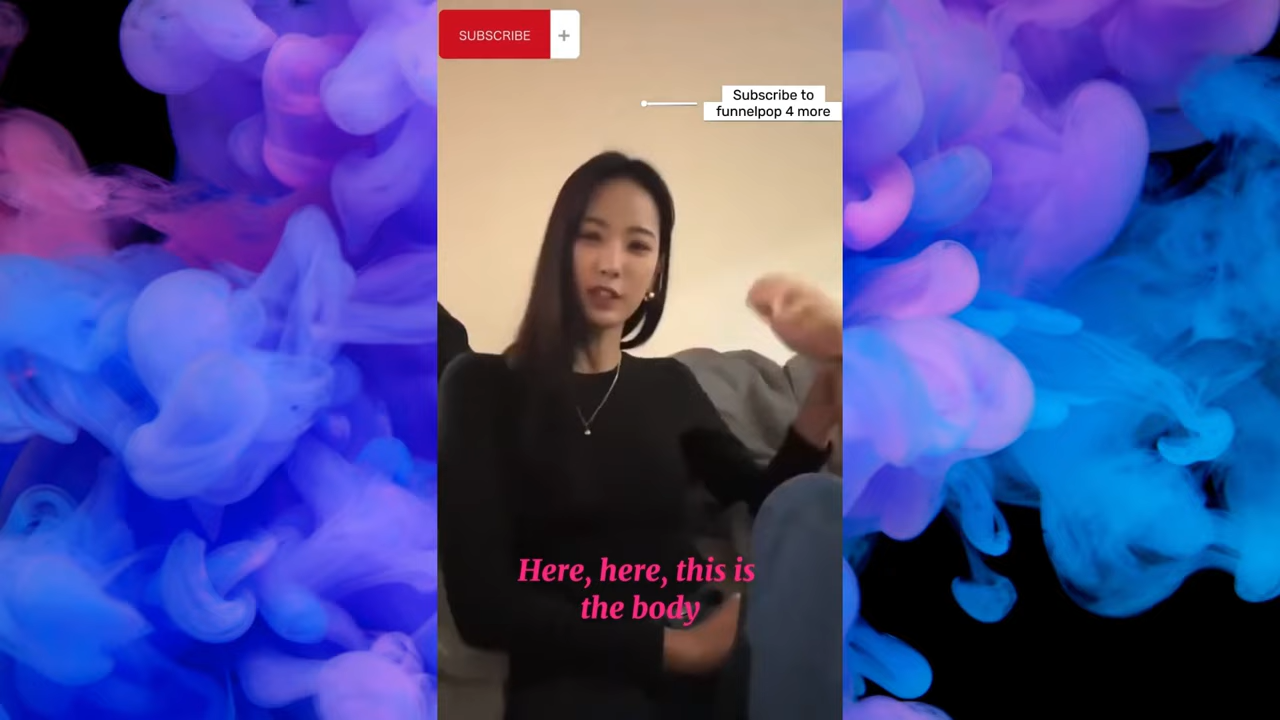 SUBSCRIBE +
Subscribe to
funnelpop 4 more
Here, here, this is
the body